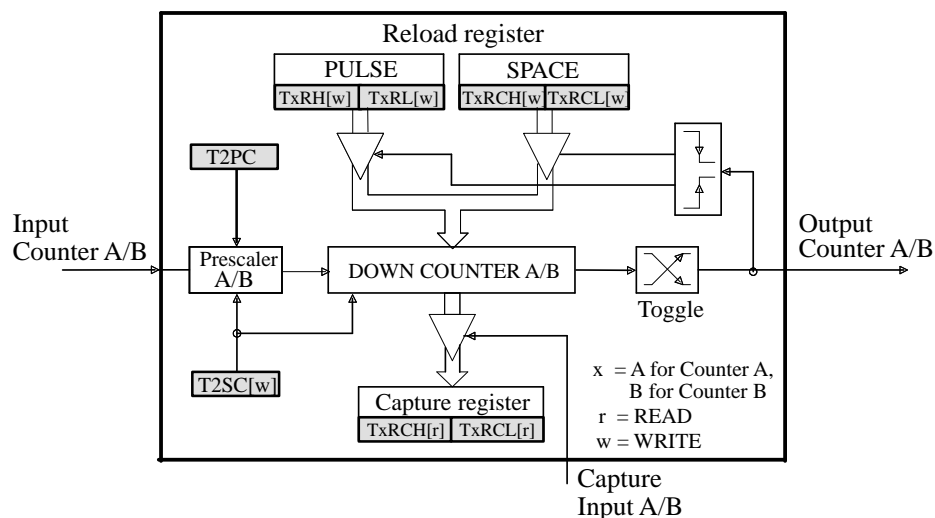 Reload register
PULSE
SPACE
TxRH[w]
TxRL[w]
TxRCH[w
TxRCL[w]
T2PC
Input
Counter A/B
Output
Counter A/B
Prescaler
A/B
DOWN COUNTER A/B
Toggle
T2SC[w]
Capture register
TxRCH[r]
TxRCL[r]
x = A for Counter A,
B for Counter B
r = READ
w = WRITE
Capture
Input A/B